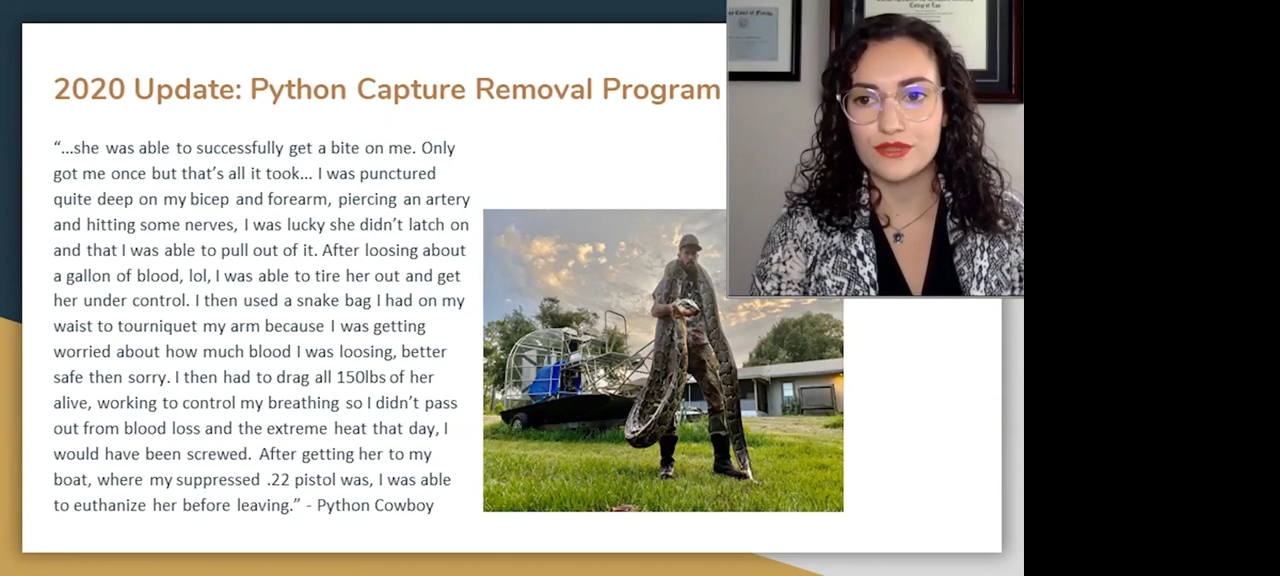 2020 Update: Python Capture Removal Program
“...she was able to successfully get a bite on me. Only
got me once but that’s all it took... I was punctured
quite deep on my bicep and forearm, piercing an artery
and hitting some nerves, I was lucky she didn’t latch on
and that I was able to pull out of it. After loosing about
a gallon of blood, lol, I was able to tire her out and get
her under control. I then used a snake bag I had on my
waist to tourniquet my arm because I was getting
worried about how much blood I was loosing, better
safe then sorry. I then had to drag all 150lbs of her
alive, working to control my breathing so I didn’t pass
out from blood loss and the extreme heat that day, I
would have been screwed. After getting her to my
boat, where my suppressed .22 pistol was, I was able
to euthanize her before leaving.” - Python Cowboy
Court of Florida
College of Law